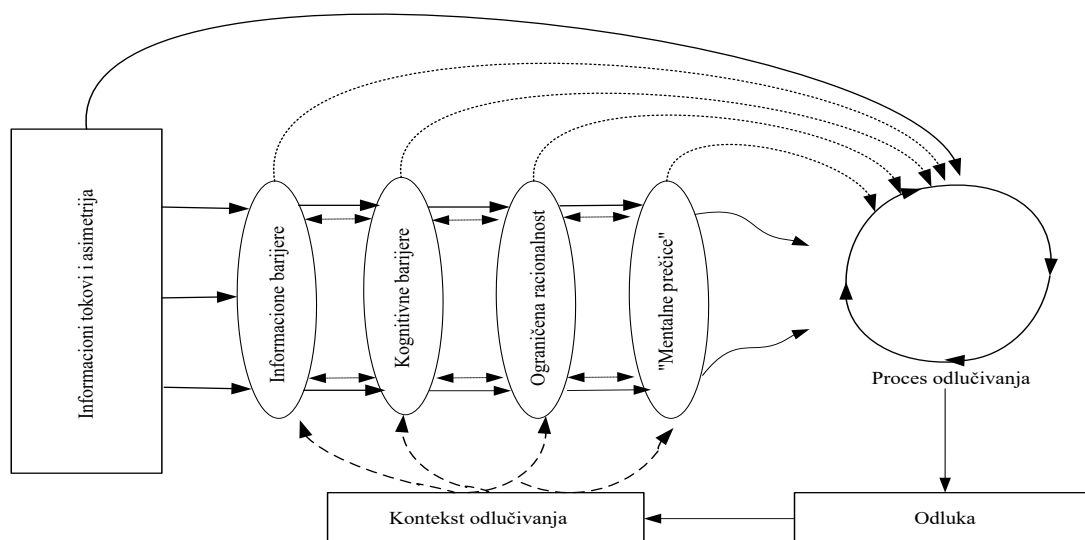 Informacioni tokovi i asimetrija
Informacione barijere
Kognitivne barijere
Ograničena racionalnost
"Mentalne prečice"
Proces odlučivanja
Kontekst odlučivanja
Odluka